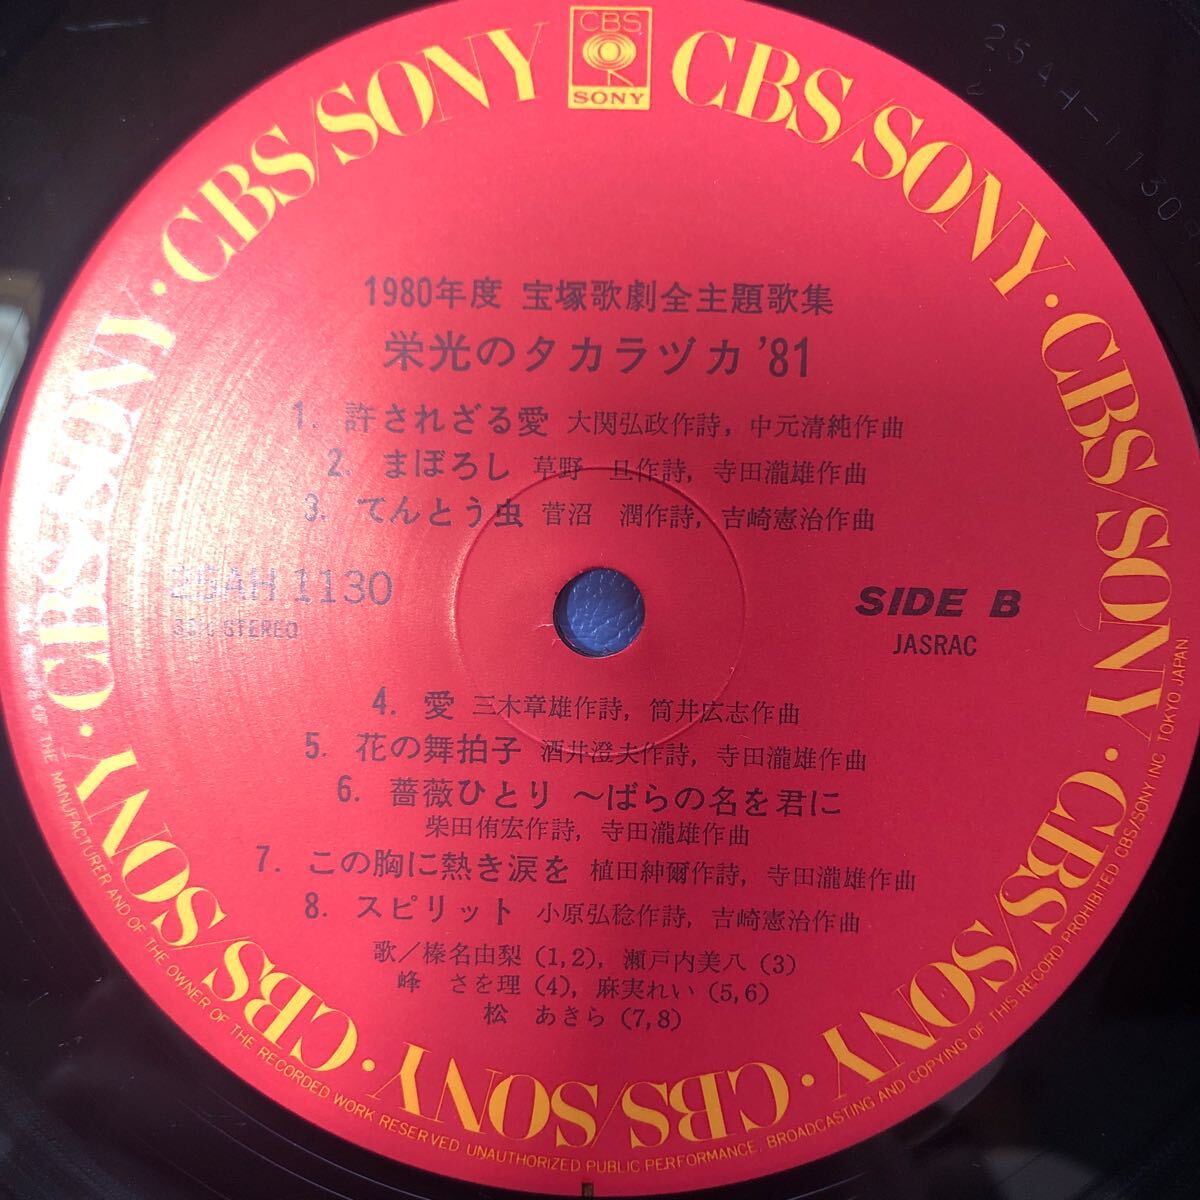 CBS
SONY
CBS/SONY · CBS/SONY · CBS/SONY · CBS/SONY · CBS/SONY · CBS/SONY · CBS/SONY ·
25AH-1130
1980年度 宝塚歌劇全主題歌集
栄光のタカラヅカ '81
1. 許されざる愛 大関弘政作詩, 中元清純作曲
2. まぼろし 草野 旦作詩, 寺田瀧雄作曲
3. てんとう虫 菅沼 潤作詩, 吉崎憲治作曲
25AH 1130
33⅓ STEREO
SIDE B
JASRAC
4. 愛 三木章雄作詩, 筒井広志作曲
5. 花の舞拍子 酒井澄夫作詩, 寺田瀧雄作曲
6. 薔薇ひとり 〜ばらの名を君に
柴田侑宏作詩, 寺田瀧雄作曲
7. この胸に熱き涙を 植田紳爾作詩, 寺田瀧雄作曲
8. スピリット 小原弘稔作詩, 吉崎憲治作曲
歌／榛名由梨 (1,2), 瀬戸内美八 (3)
峰 さを理 (4), 麻実れい (5,6)
松 あきら (7,8)
OF THE MANUFACTURER AND OF THE OWNER OF THE RECORDED WORK RESERVED UNAUTHORIZED PUBLIC PERFORMANCE, BROADCASTING AND COPYING OF THIS RECORD PROHIBITED CBS/SONY INC TOKYO JAPAN